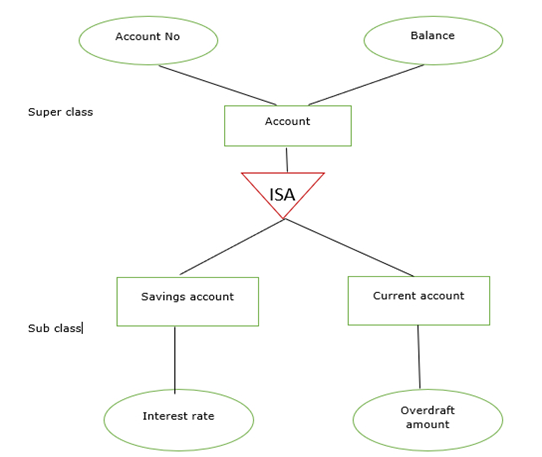 Account No
Balance
Super class
Account
ISA
Savings account
Current account
Sub class
Interest rate
Overdraft
amount